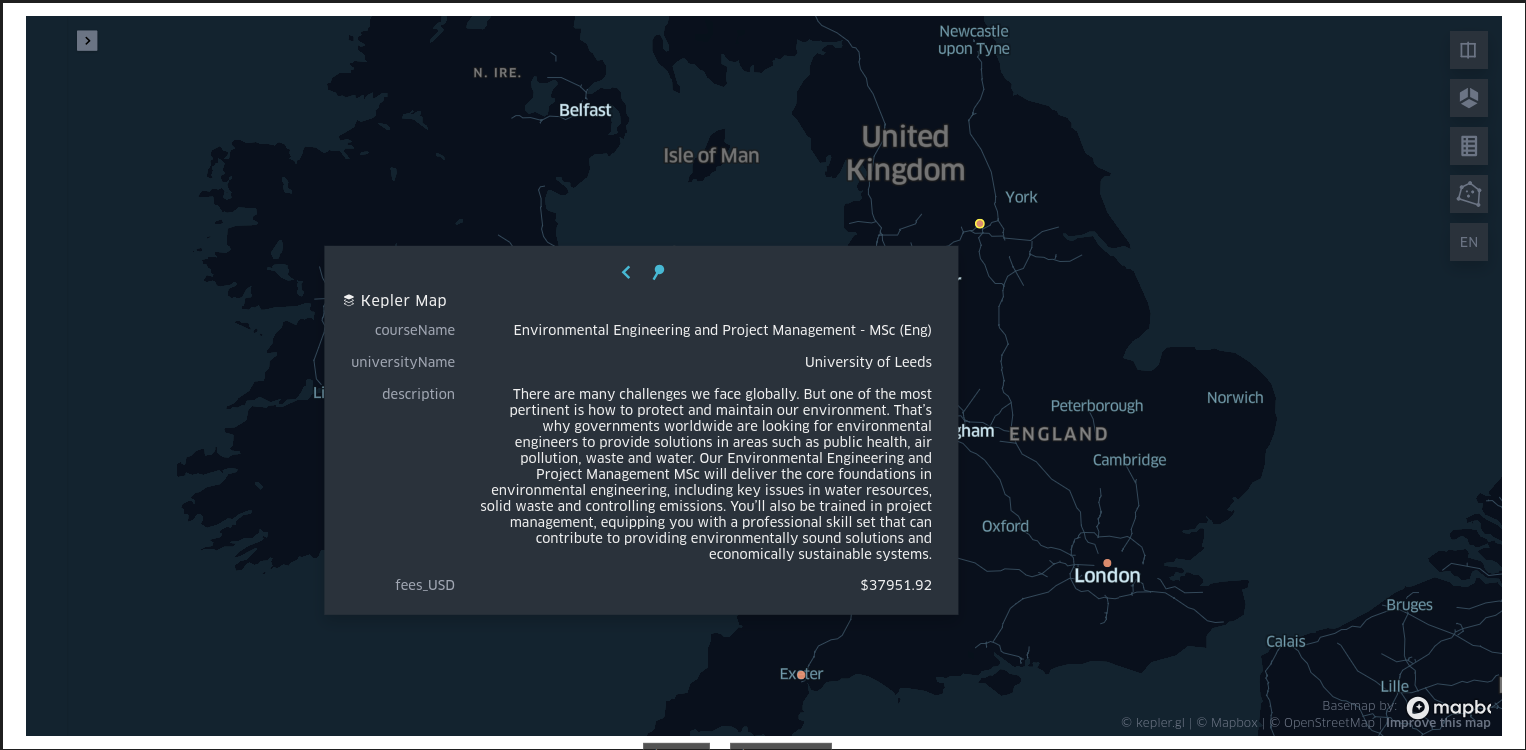 Newcastle
upon Tyne
N. IRE.
Belfast
United
Kingdom
Isle of Man
York
EN
Kepler Map
courseName Environmental Engineering and Project Management - MSc (Eng)
universityName University of Leeds
description There are many challenges we face globally. But one of the most
pertinent is how to protect and maintain our environment. That's
why governments worldwide are looking for environmental
engineers to provide solutions in areas such as public health, air
pollution, waste and water. Our Environmental Engineering and
Project Management MSc will deliver the core foundations in
environmental engineering, including key issues in water resources,
solid waste and controlling emissions. You'll also be trained in project
management, equipping you with a professional skill set that can
contribute to providing environmentally sound solutions and
economically sustainable systems.
fees_USD $37951.92
Li
Peterborough
Norwich
gham
ENGLAND
Cambridge
Oxford
London
Bruges
Calais
Exeter
Lille
Basemap by: mapbo
© kepler.gl | © Mapbox | © OpenStreetMap | Improve this map